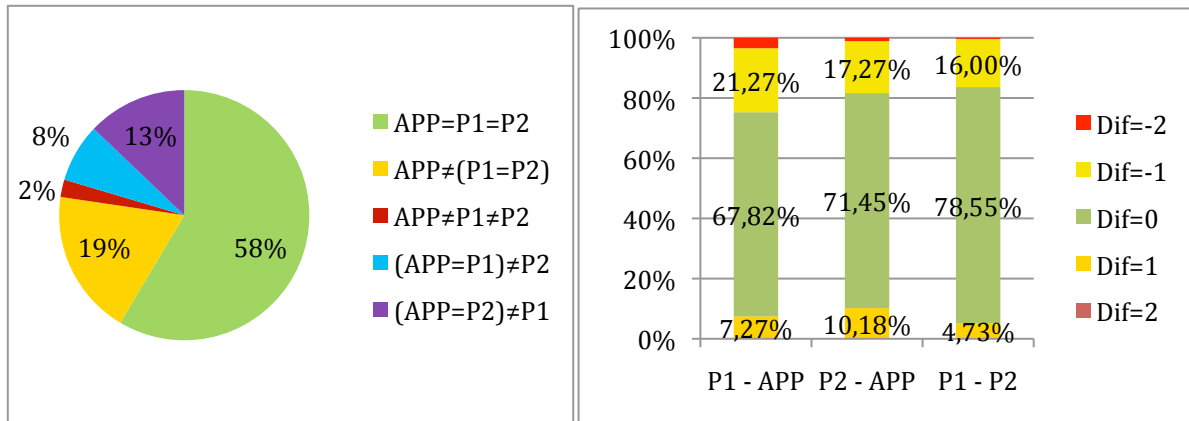 8%
13%
2%
19%
58%
APP=P1=P2
APP≠(P1=P2)
APP≠P1≠P2
(APP=P1)≠P2
(APP=P2)≠P1
100%
80%
60%
40%
20%
0%
21,27%
17,27%
16,00%
67,82%
71,45%
78,55%
7,27%
10,18%
4,73%
P1 - APP
P2 - APP
P1 - P2
Dif=-2
Dif=-1
Dif=0
Dif=1
Dif=2